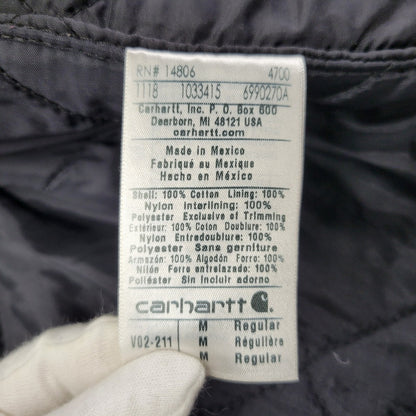 RN# 14806 4700
1118 1033415 6990270A
Carhartt, Inc. P. O. Box 600
Dearborn, MI 48121 USA
carhartt.com
Made in Mexico
Fabriqué au Mexique
Hecho en México
Shell: 100% Cotton Lining: 100%
Nylon Interlining: 100%
Polyester Exclusive of Trimming
Extérieur: 100% Coton Doublure: 100%
Nylon Entredoublure: 100%
Polyester Sans garniture
Armazón: 100% Algodón Forro: 100%
Nilón Forro entrelazado: 100%
Poliéster Sin incluir adorno
carhartt
M Regular
V02-211 M Régulière
M Regular